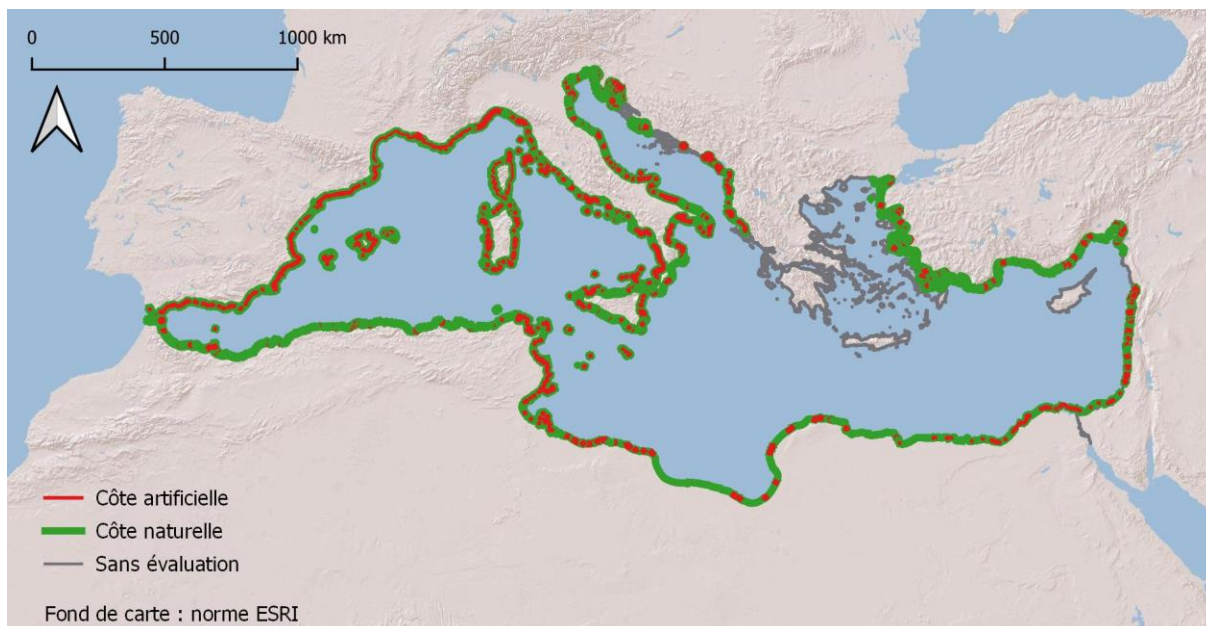 0 500 1000 km
Côte artificielle
Côte naturelle
Sans évaluation
Fond de carte : norme ESRI